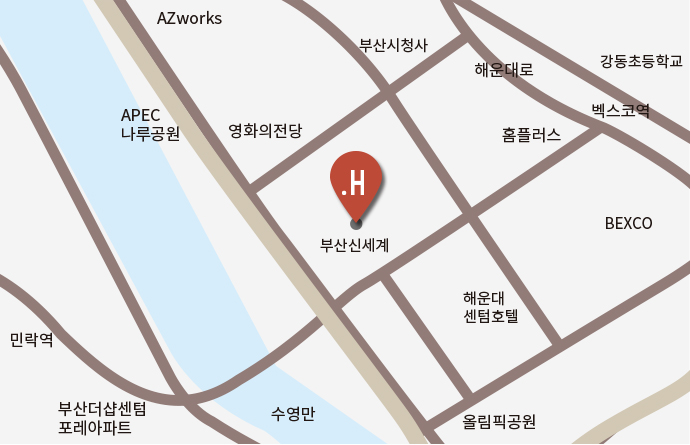 AZworks
부산시청사
강동초등학교
해운대로
벡스코역
APEC
나루공원
영화의전당
홈플러스
.H
부산신세계
BEXCO
해운대
센텀호텔
민락역
부산더샵센텀
포레아파트
수영만
올림픽공원